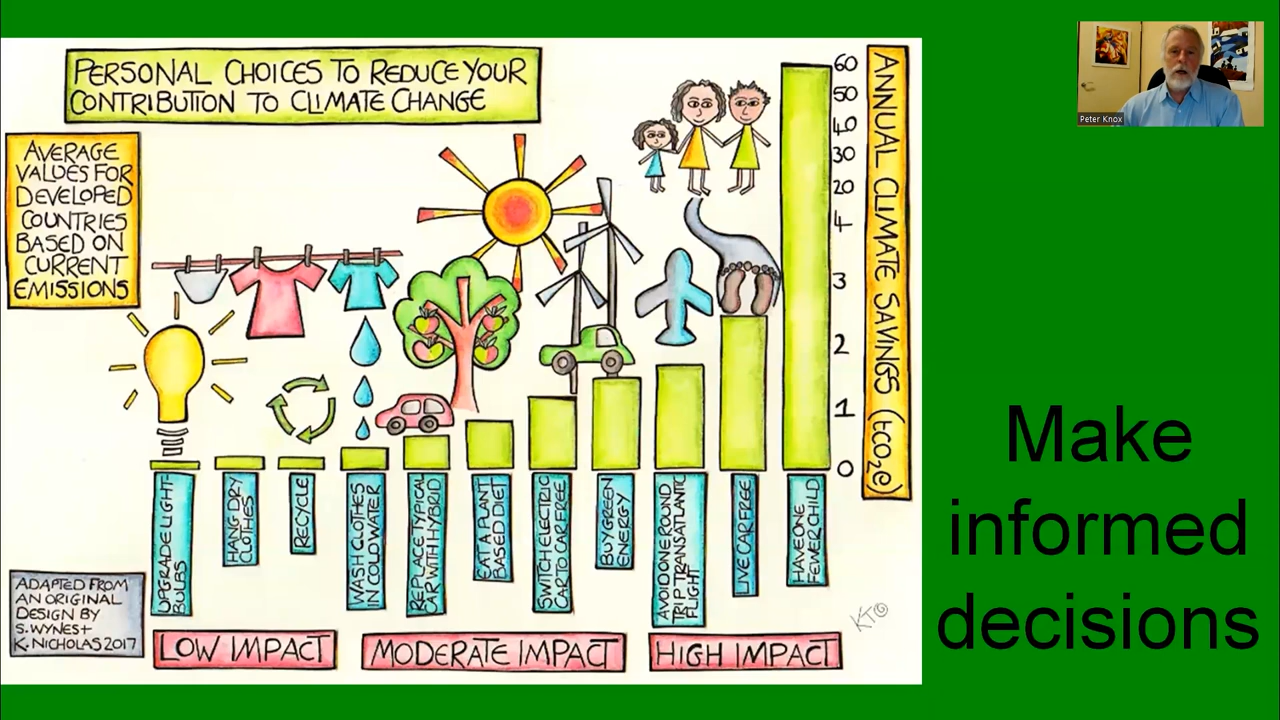 PERSONAL CHOICES TO REDUCE YOUR
CONTRIBUTION TO CLIMATE CHANGE
AVERAGE
VALUES FOR
DEVELOPED
COUNTRIES
BASED ON
CURRENT
EMISSIONS
60
50
40
30
20
4
3
2
1
0
ANNUAL CLIMATE SAVINGS (tCO2e)
UPGRADE LIGHT-
BULBS
HANG DRY
CLOTHES
RECYCLE
WASH CLOTHES
IN COLD WATER
REPLACE TYPICAL
CAR WITH HYBRID
EAT A PLANT
BASED DIET
SWITCH ELECTRIC
CAR TO CAR FREE
BUY GREEN
ENERGY
AVOID ONE ROUND
TRIP TRANSATLANTIC
FLIGHT
LIVE CAR FREE
HAVE ONE
FEWER CHILD
ADAPTED FROM
AN ORIGINAL
DESIGN BY
S. WYNES +
K. NICHOLAS 2017
LOW IMPACT
MODERATE IMPACT
HIGH IMPACT
Peter Knox
Make
informed
decisions